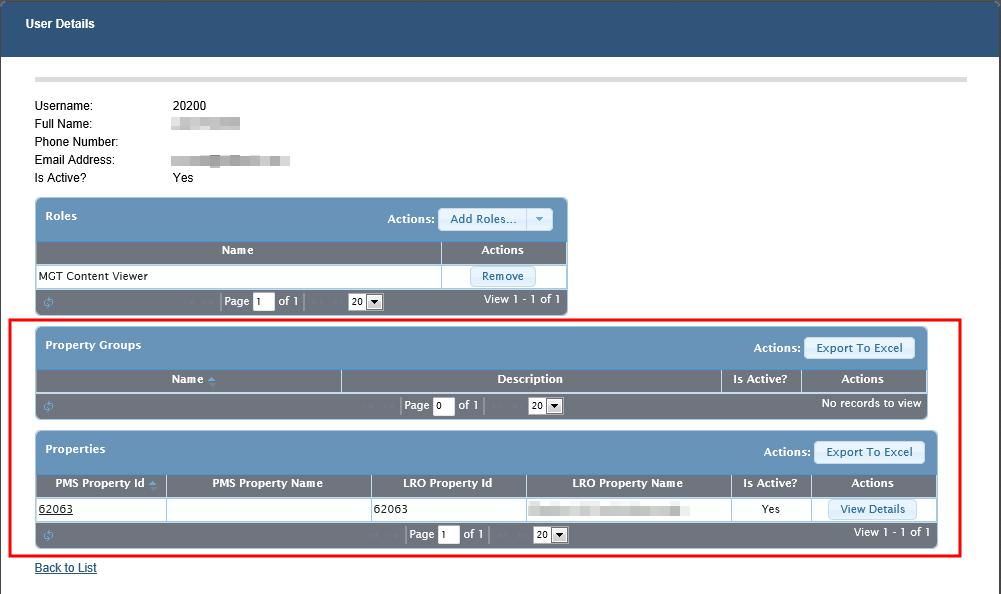 User Details
Username: 20200
Full Name:
Phone Number:
Email Address:
Is Active? Yes
Roles Actions: Add Roles...
Name Actions
MGT Content Viewer Remove
Page 1 of 1 20 View 1 - 1 of 1
Property Groups Actions: Export To Excel
Name Description Is Active? Actions
Page 0 of 1 20 No records to view
Properties Actions: Export To Excel
PMS Property Id PMS Property Name LRO Property Id LRO Property Name Is Active? Actions
62063 62063 Yes View Details
Page 1 of 1 20 View 1 - 1 of 1
Back to List